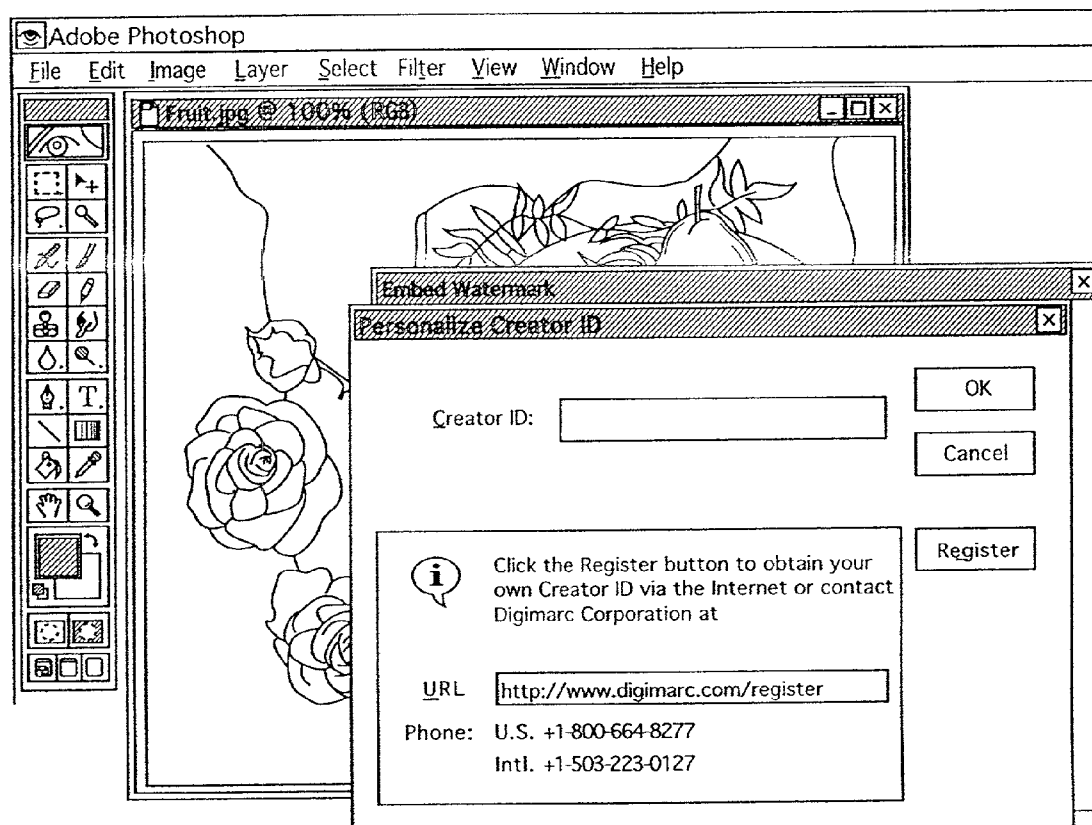 Adobe Photoshop
File Edit Image Layer Select Filter View Window Help
Fruit.jpg @ 100% (RGB)
Embed Watermark
Personalize Creator ID
Creator ID:
OK
Cancel
Register
Click the Register button to obtain your
own Creator ID via the Internet or contact
Digimarc Corporation at
URL http://www.digimarc.com/register
Phone: U.S. +1-800-664-8277
Intl. +1-503-223-0127
T